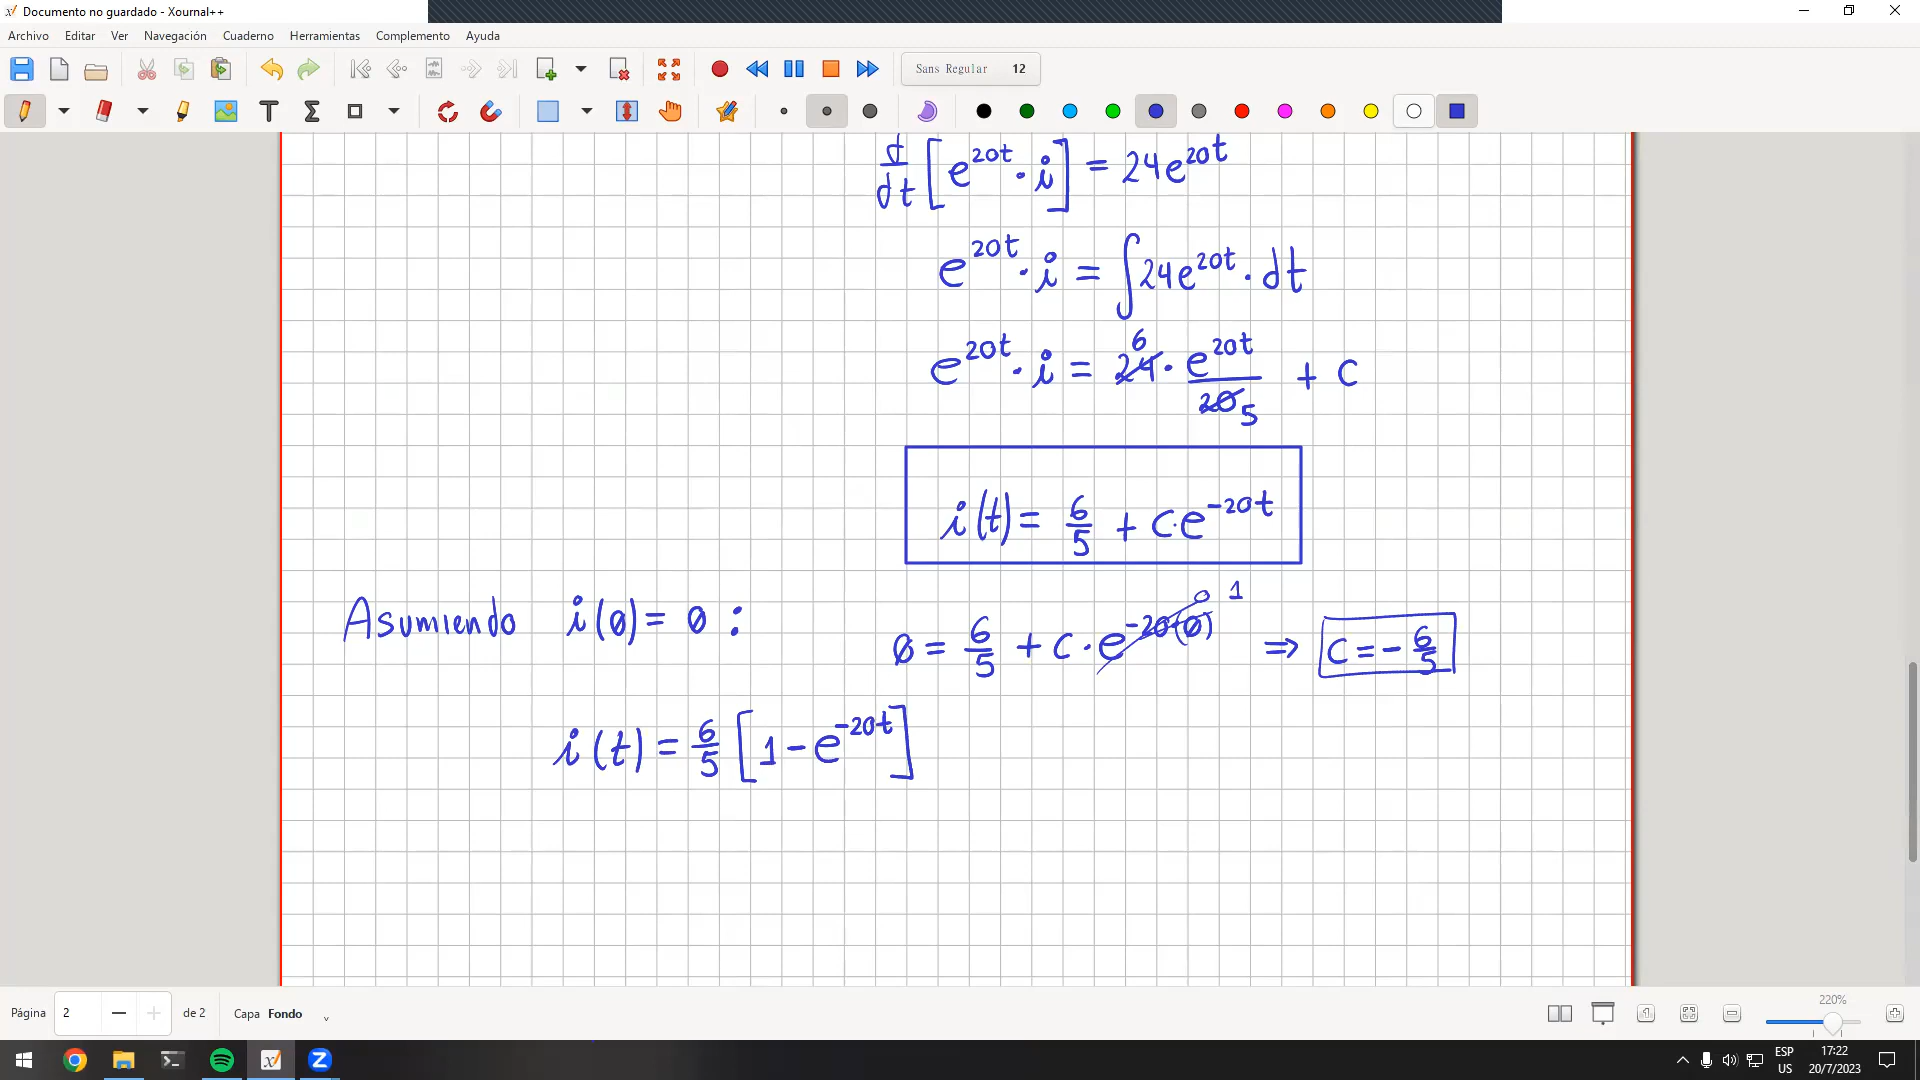 Documento no guardado - Xournal++
Archivo Editar Ver Navegación Cuaderno Herramientas Complemento Ayuda
Sans Regular 12
d/dt [e^20t · i] = 24e^20t
e^20t · i = ∫24e^20t · dt
e^20t · i = 24 6 · e^20t / 20 5 + c
i(t) = 6/5 + c·e^-20t
Asumiendo i(0) = 0 :
0 = 6/5 + c · e^-20(0) 0 1 ⇒ c = - 6/5
i(t) = 6/5 [1 - e^-20t]
Página 2 de 2 Capa Fondo
220%
ESP
US
17:22
20/7/2023